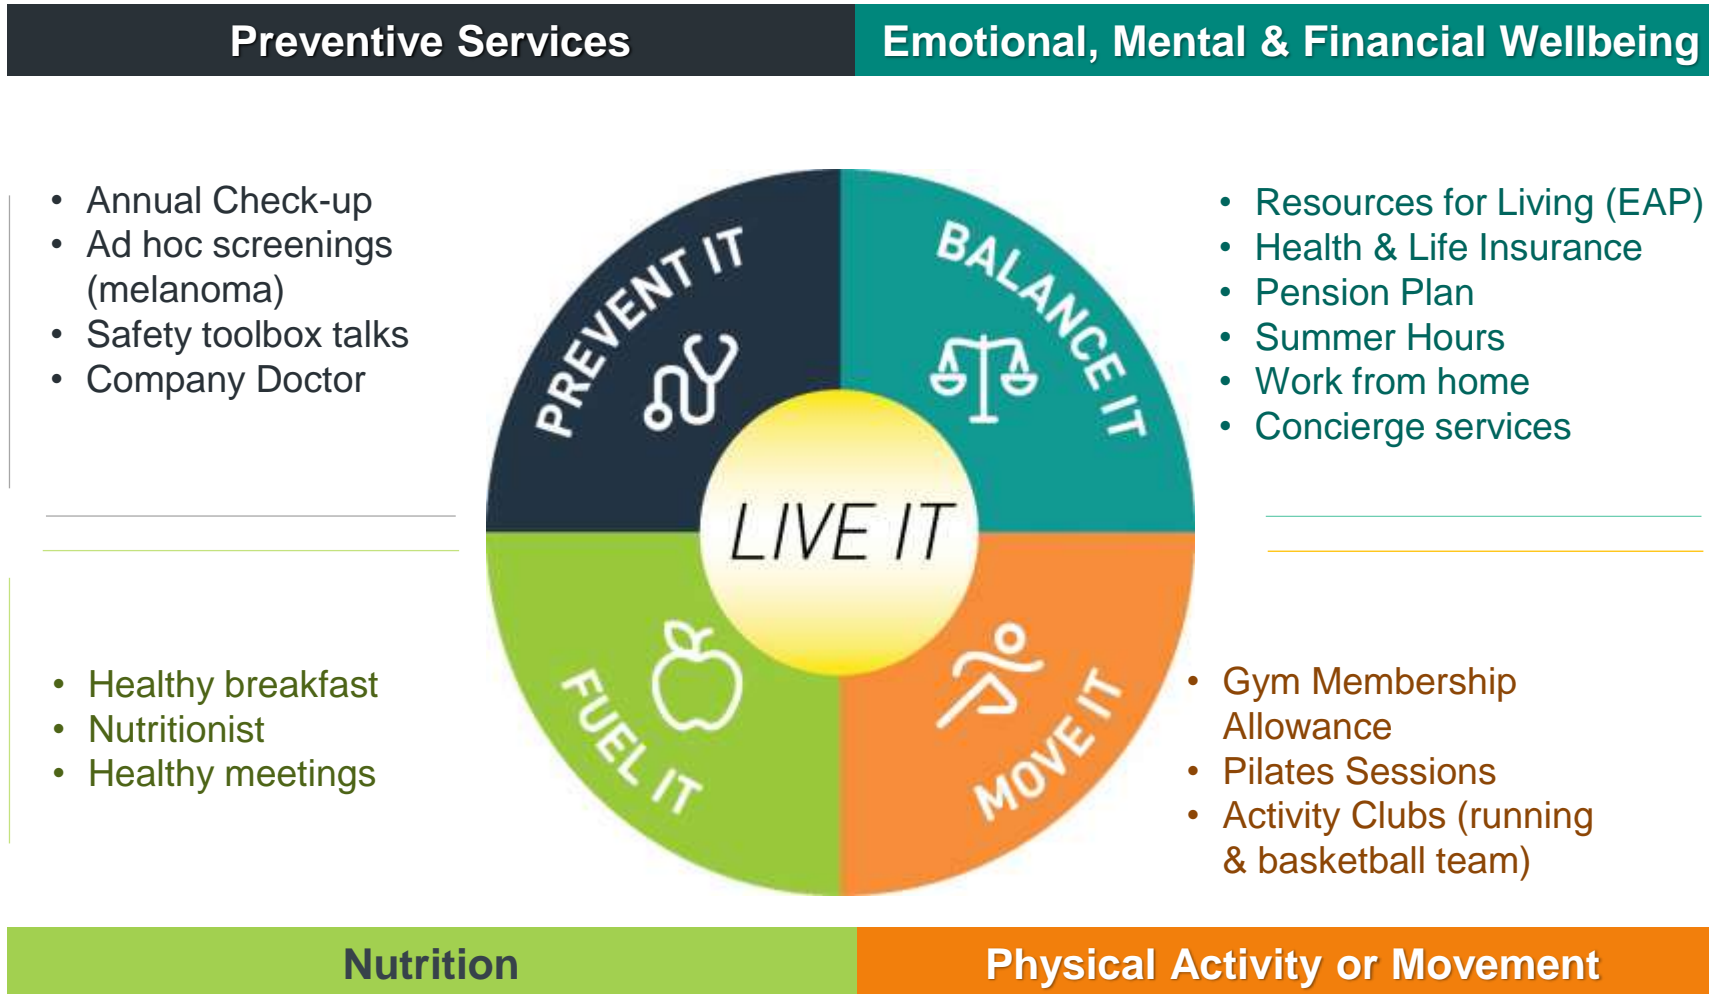 Preventive Services
Emotional, Mental & Financial Wellbeing
• Annual Check-up
• Ad hoc screenings
(melanoma)
• Safety toolbox talks
• Company Doctor
PREVENT IT
BALANCE IT
• Resources for Living (EAP)
• Health & Life Insurance
• Pension Plan
• Summer Hours
• Work from home
• Concierge services
LIVE IT
• Healthy breakfast
• Nutritionist
• Healthy meetings
FUEL IT
MOVE IT
• Gym Membership
Allowance
• Pilates Sessions
• Activity Clubs (running
& basketball team)
Nutrition
Physical Activity or Movement